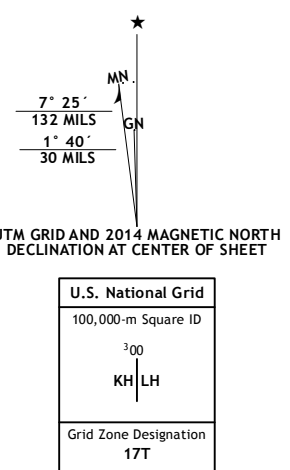 MN
7° 25´
132 MILS
GN
1° 40´
30 MILS
UTM GRID AND 2014 MAGNETIC NORTH
DECLINATION AT CENTER OF SHEET
U.S. National Grid
100,000-m Square ID
³00
KH LH
Grid Zone Designation
17T